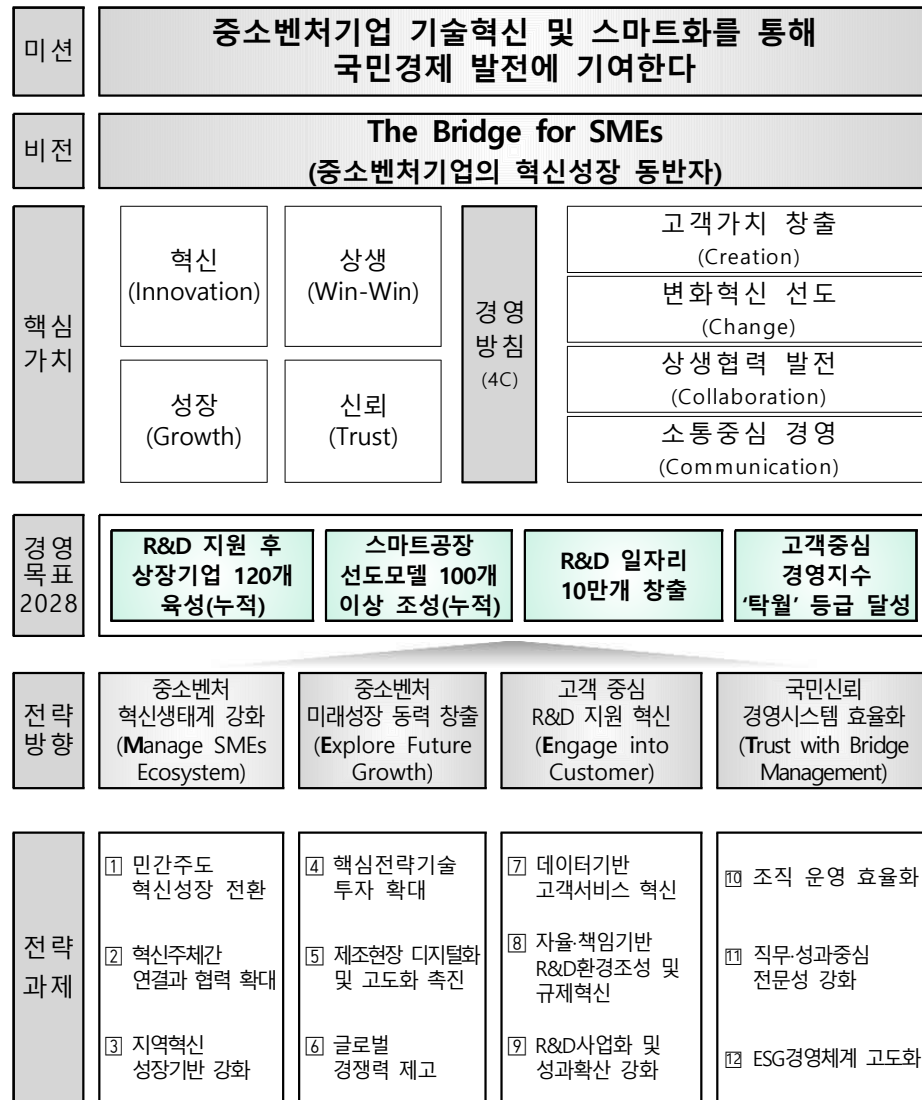 미션
중소벤처기업 기술혁신 및 스마트화를 통해
국민경제 발전에 기여한다
비전
The Bridge for SMEs
(중소벤처기업의 혁신성장 동반자)
핵심
가치
혁신
(Innovation)
상생
(Win-Win)
성장
(Growth)
신뢰
(Trust)
경영
방침
(4C)
고객가치 창출
(Creation)
변화혁신 선도
(Change)
상생협력 발전
(Collaboration)
소통중심 경영
(Communication)
경영
목표
2028
R&D 지원 후
상장기업 120개
육성(누적)
스마트공장
선도모델 100개
이상 조성(누적)
R&D 일자리
10만개 창출
고객중심
경영지수
‘탁월’ 등급 달성
전략
방향
중소벤처
혁신생태계 강화
(Manage SMEs
Ecosystem)
중소벤처
미래성장 동력 창출
(Explore Future
Growth)
고객 중심
R&D 지원 혁신
(Engage into
Customer)
국민신뢰
경영시스템 효율화
(Trust with Bridge
Management)
전략
과제
1 민간주도
혁신성장 전환
2 혁신주체간
연결과 협력 확대
3 지역혁신
성장기반 강화
4 핵심전략기술
투자 확대
5 제조현장 디지털화
및 고도화 촉진
6 글로벌
경쟁력 제고
7 데이터기반
고객서비스 혁신
8 자율·책임기반
R&D환경조성 및
규제혁신
9 R&D사업화 및
성과확산 강화
10 조직 운영 효율화
11 직무·성과중심
전문성 강화
12 ESG경영체계 고도화